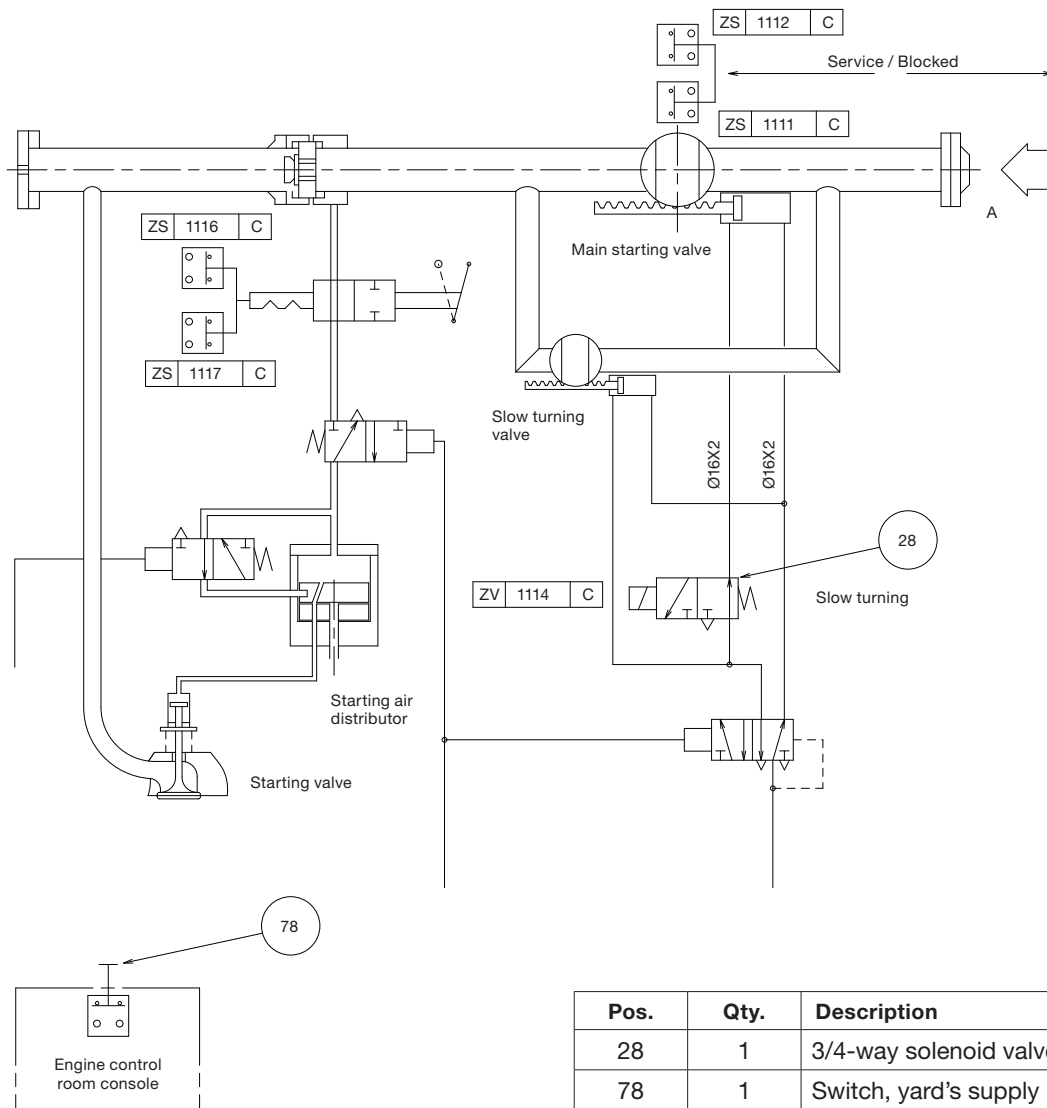 ZS 1112 C
Service / Blocked
ZS 1111 C
A
ZS 1116 C
Main starting valve
ZS 1117 C
Slow turning
valve
Ø16X2
Ø16X2
28
ZV 1114 C
Slow turning
Starting air
distributor
Starting valve
78
Engine control
room console
Pos. Qty. Description
28 1 3/4-way solenoid valve
78 1 Switch, yard’s supply